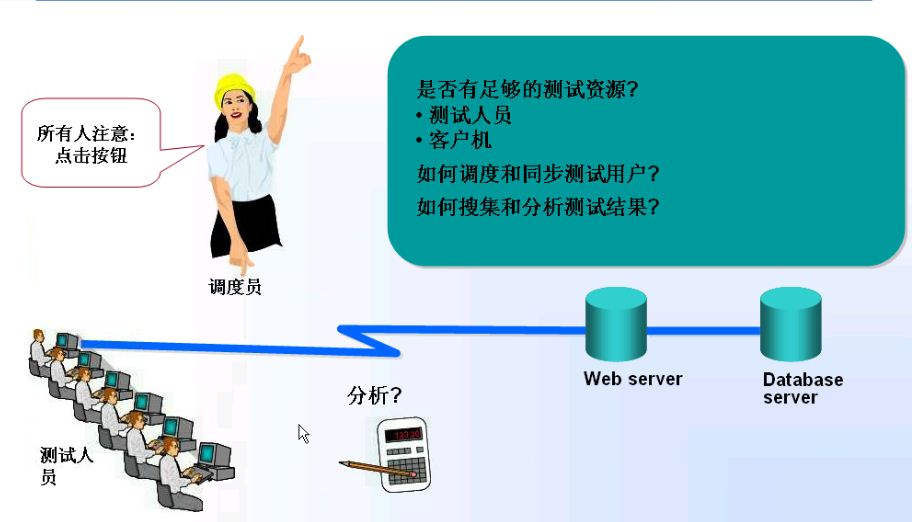 所有人注意：
点击按钮
是否有足够的测试资源？
• 测试人员
• 客户机
如何调度和同步测试用户？
如何搜集和分析测试结果？
调度员
Web server
Database
server
分析？
测试人
员